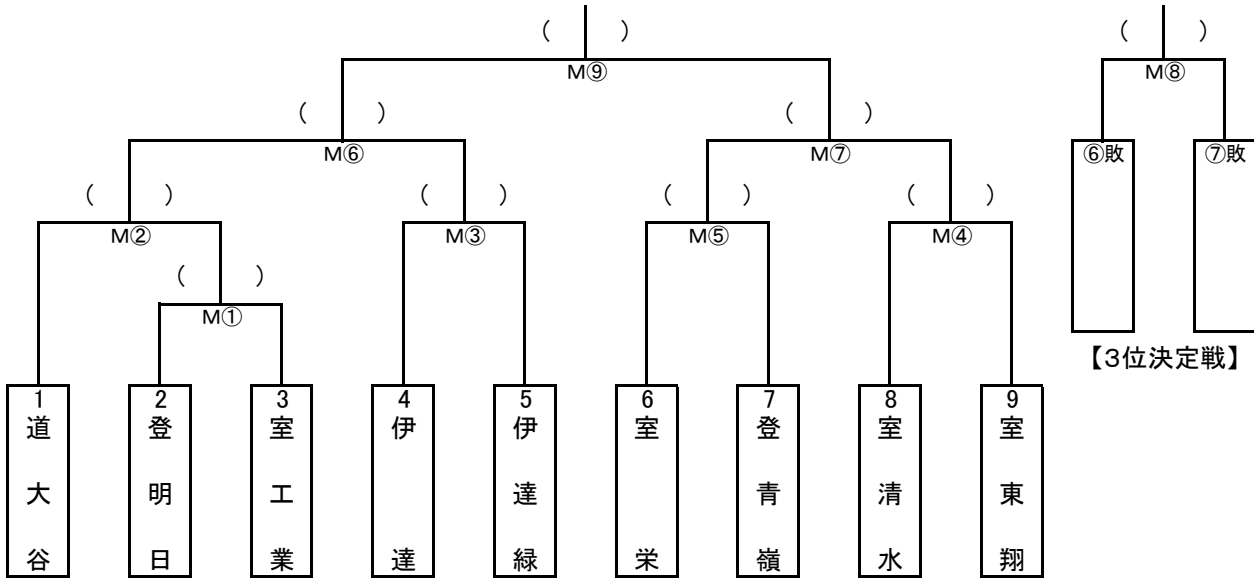 ( ) ( )
M⑨ M⑧
( ) ( )
M⑥ M⑦ ⑥敗 ⑦敗
( ) ( ) ( ) ( )
M② M③ M⑤ M④
( )
M①
【3位決定戦】
1 道大谷
2 登明日
3 室工業
4 伊達
5 伊達緑
6 室栄
7 登青嶺
8 室清水
9 室東翔